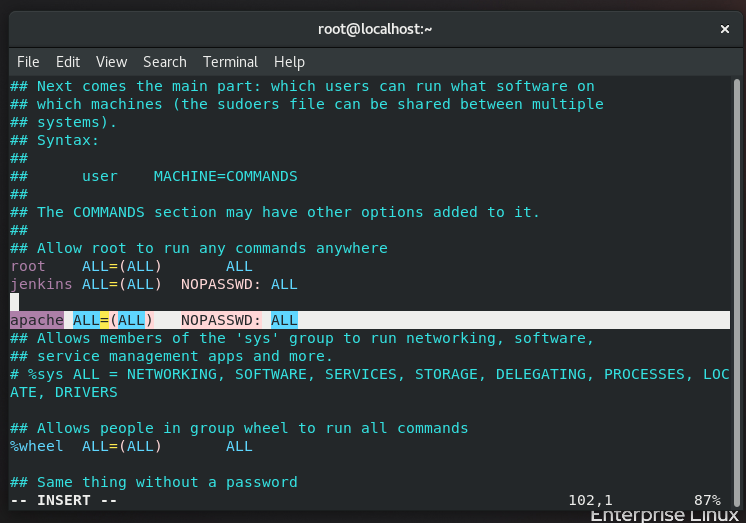 root@localhost:~
×
File Edit View Search Terminal Help
## Next comes the main part: which users can run what software on
## which machines (the sudoers file can be shared between multiple
## systems).
## Syntax:
##
##      user    MACHINE=COMMANDS
##
## The COMMANDS section may have other options added to it.
##
## Allow root to run any commands anywhere
root    ALL=(ALL)       ALL
jenkins ALL=(ALL)  NOPASSWD: ALL
apache ALL=(ALL)   NOPASSWD: ALL
## Allows members of the 'sys' group to run networking, software,
## service management apps and more.
# %sys ALL = NETWORKING, SOFTWARE, SERVICES, STORAGE, DELEGATING, PROCESSES, LOC
ATE, DRIVERS
## Allows people in group wheel to run all commands
%wheel  ALL=(ALL)       ALL
## Same thing without a password
-- INSERT --                                                  102,1         87%
Enterprise Linux